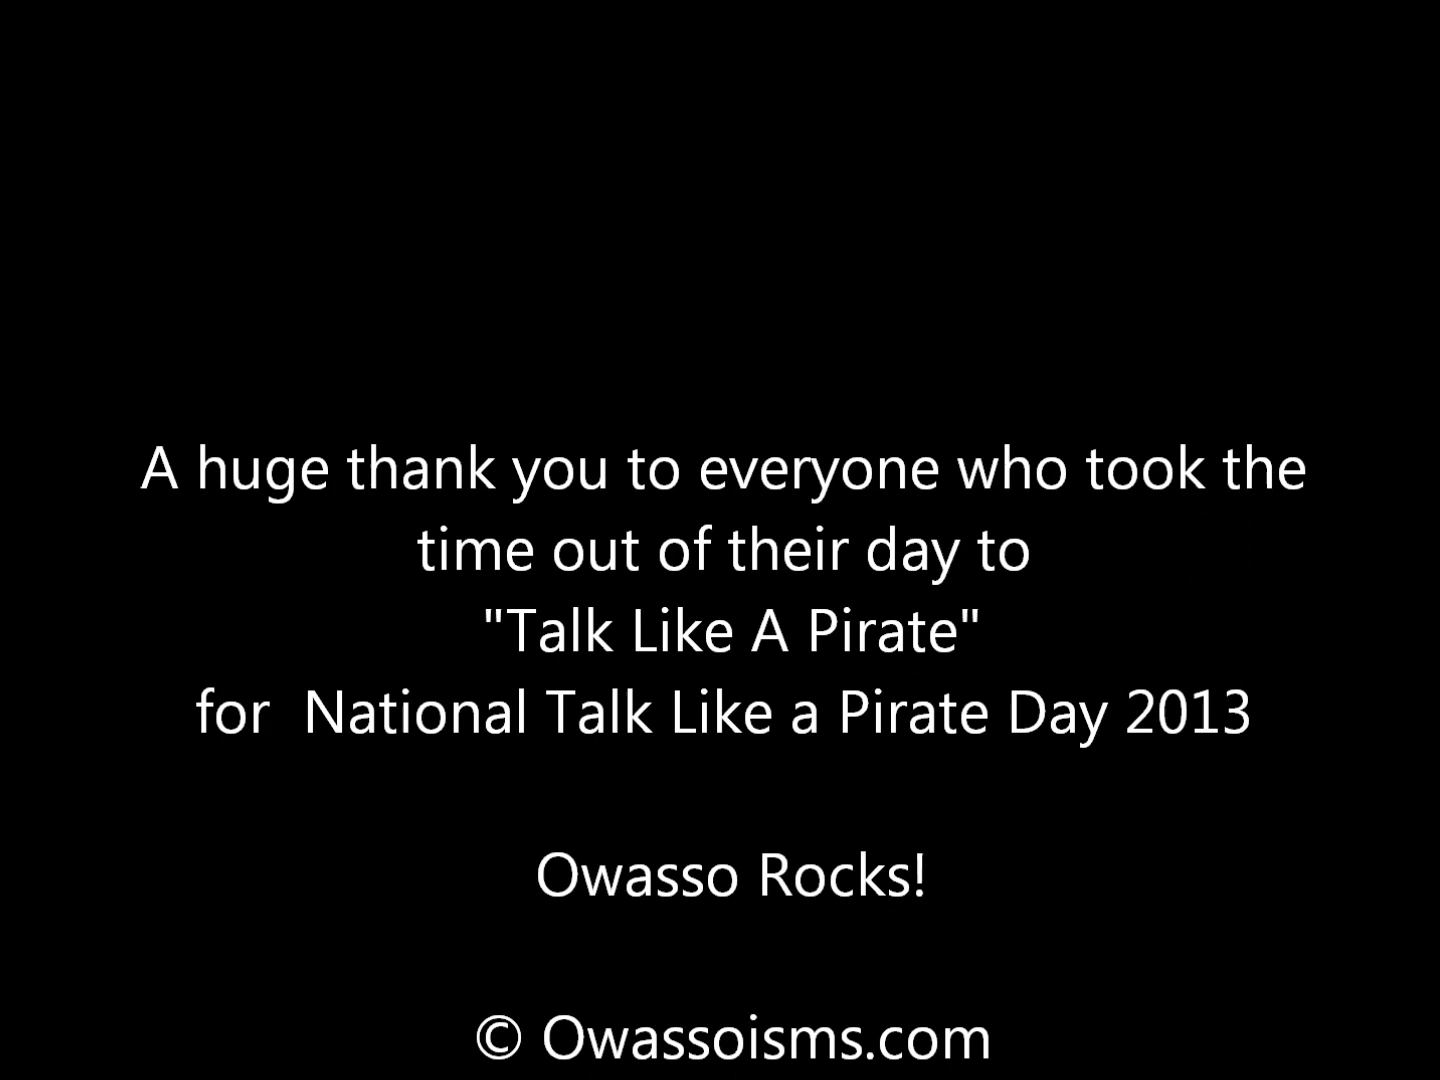 A huge thank you to everyone who took the
time out of their day to
"Talk Like A Pirate"
for  National Talk Like a Pirate Day 2013
Owasso Rocks!
© Owassoisms.com